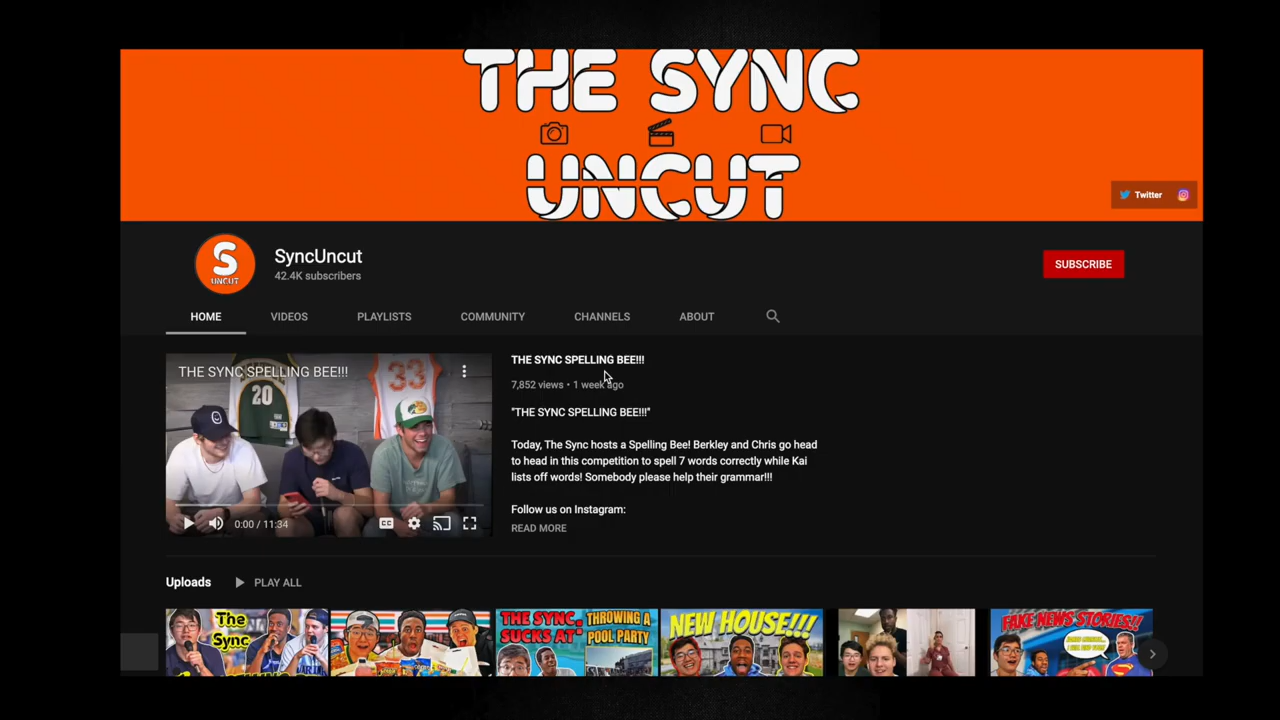 THE SYNC
UNCUT
Twitter
S
UNCUT
SyncUncut
42.4K subscribers
SUBSCRIBE
HOME
VIDEOS
PLAYLISTS
COMMUNITY
CHANNELS
ABOUT
THE SYNC SPELLING BEE!!!
20
33
CC
0:00 / 11:34
THE SYNC SPELLING BEE!!!
7,852 views • 1 week ago
"THE SYNC SPELLING BEE!!!"
Today, The Sync hosts a Spelling Bee! Berkley and Chris go head
to head in this competition to spell 7 words correctly while Kai
lists off words! Somebody please help their grammar!!!
Follow us on Instagram:
READ MORE
Uploads
PLAY ALL
The
Sync
THE SYNC.
SUCKS AT
THROWING A
POOL PARTY
NEW HOUSE!!!
FAKE NEWS STORIES!!